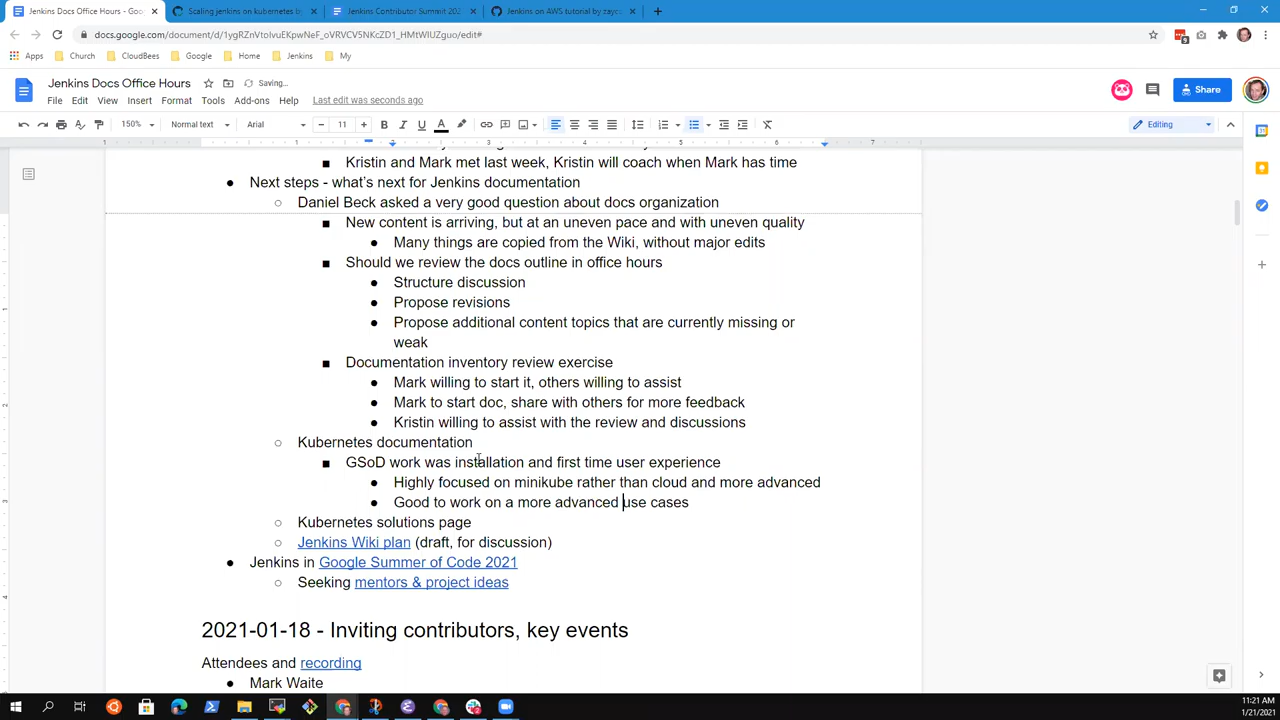 Jenkins Docs Office Hours - Goo
Scaling jenkins on kubernetes b
Jenkins Contributor Summit 202
Jenkins on AWS tutorial by zayc
docs.google.com/document/d/1ygRZnVtoIvuEKpwNeF_oVRVCV5NKcZD1_HMtWIUZguo/edit#
Apps Church CloudBees Google Home Jenkins My
Jenkins Docs Office Hours Saving...
File Edit View Insert Format Tools Add-ons Help Last edit was seconds ago
Share
150% Normal text Arial 11 Editing
Kristin and Mark met last week, Kristin will coach when Mark has time
Next steps - what's next for Jenkins documentation
Daniel Beck asked a very good question about docs organization
New content is arriving, but at an uneven pace and with uneven quality
Many things are copied from the Wiki, without major edits
Should we review the docs outline in office hours
Structure discussion
Propose revisions
Propose additional content topics that are currently missing or
weak
Documentation inventory review exercise
Mark willing to start it, others willing to assist
Mark to start doc, share with others for more feedback
Kristin willing to assist with the review and discussions
Kubernetes documentation
GSoD work was installation and first time user experience
Highly focused on minikube rather than cloud and more advanced
Good to work on a more advanced use cases
Kubernetes solutions page
Jenkins Wiki plan (draft, for discussion)
Jenkins in Google Summer of Code 2021
Seeking mentors & project ideas
2021-01-18 - Inviting contributors, key events
Attendees and recording
Mark Waite
11:21 AM
1/21/2021